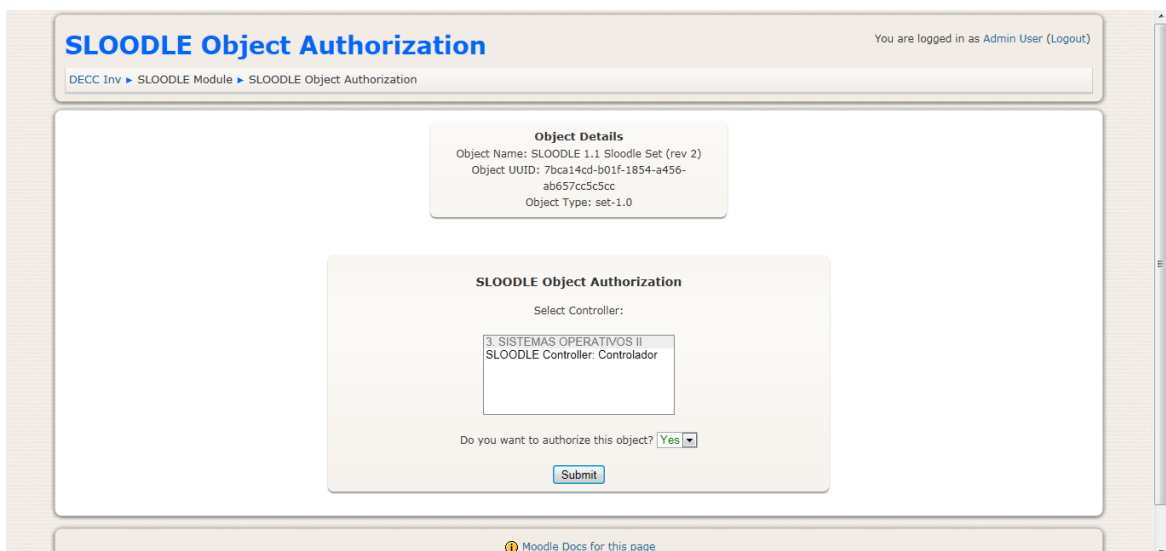 SLOODLE Object Authorization
You are logged in as Admin User (Logout)
DECC Inv ► SLOODLE Module ► SLOODLE Object Authorization
Object Details
Object Name: SLOODLE 1.1 Sloodle Set (rev 2)
Object UUID: 7bca14cd-b01f-1854-a456-
ab657cc5c5cc
Object Type: set-1.0
SLOODLE Object Authorization
Select Controller:
3. SISTEMAS OPERATIVOS II
SLOODLE Controller: Controlador
Do you want to authorize this object? Yes
Submit
Moodle Docs for this page